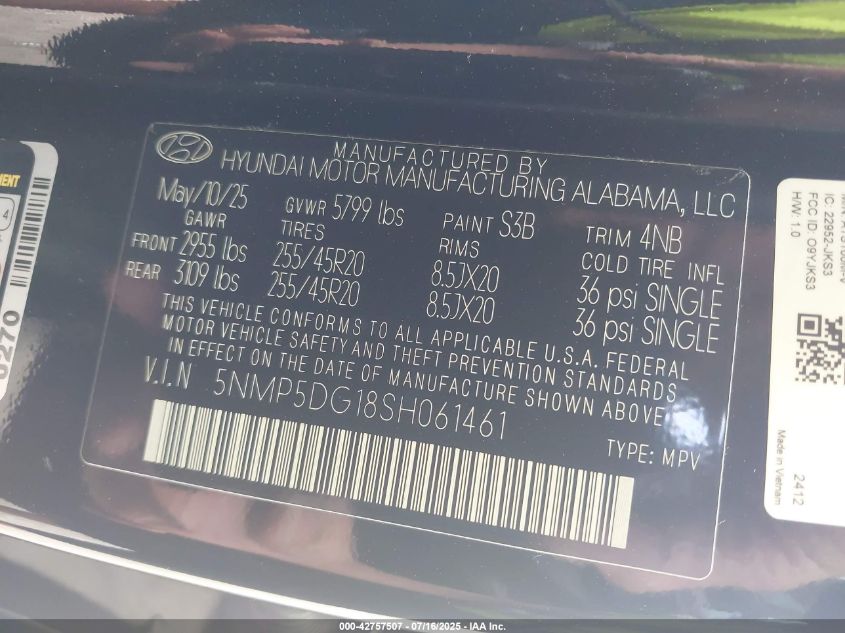 MANUFACTURED BY
HYUNDAI MOTOR MANUFACTURING ALABAMA, LLC
May/10/25 GVWR 5799 lbs PAINT S3B TRIM 4NB
GAWR TIRES RIMS COLD TIRE INFL
FRONT 2955 lbs 255/45R20 8.5JX20 36 psi SINGLE
REAR 3109 lbs 255/45R20 8.5JX20 36 psi SINGLE
THIS VEHICLE CONFORMS TO ALL APPLICABLE U.S.A. FEDERAL
MOTOR VEHICLE SAFETY AND THEFT PREVENTION STANDARDS
IN EFFECT ON THE DATE OF MANUFACTURE SHOWN ABOVE.
V.I.N 5NMP5DG18SH061461
TYPE: MPV
IC: 22952-JKS3
FCC ID: O9YJKS3
H/W: 1.0
Made in Vietnam
2412
4
000-42757507 - 07/16/2025 - IAA Inc.